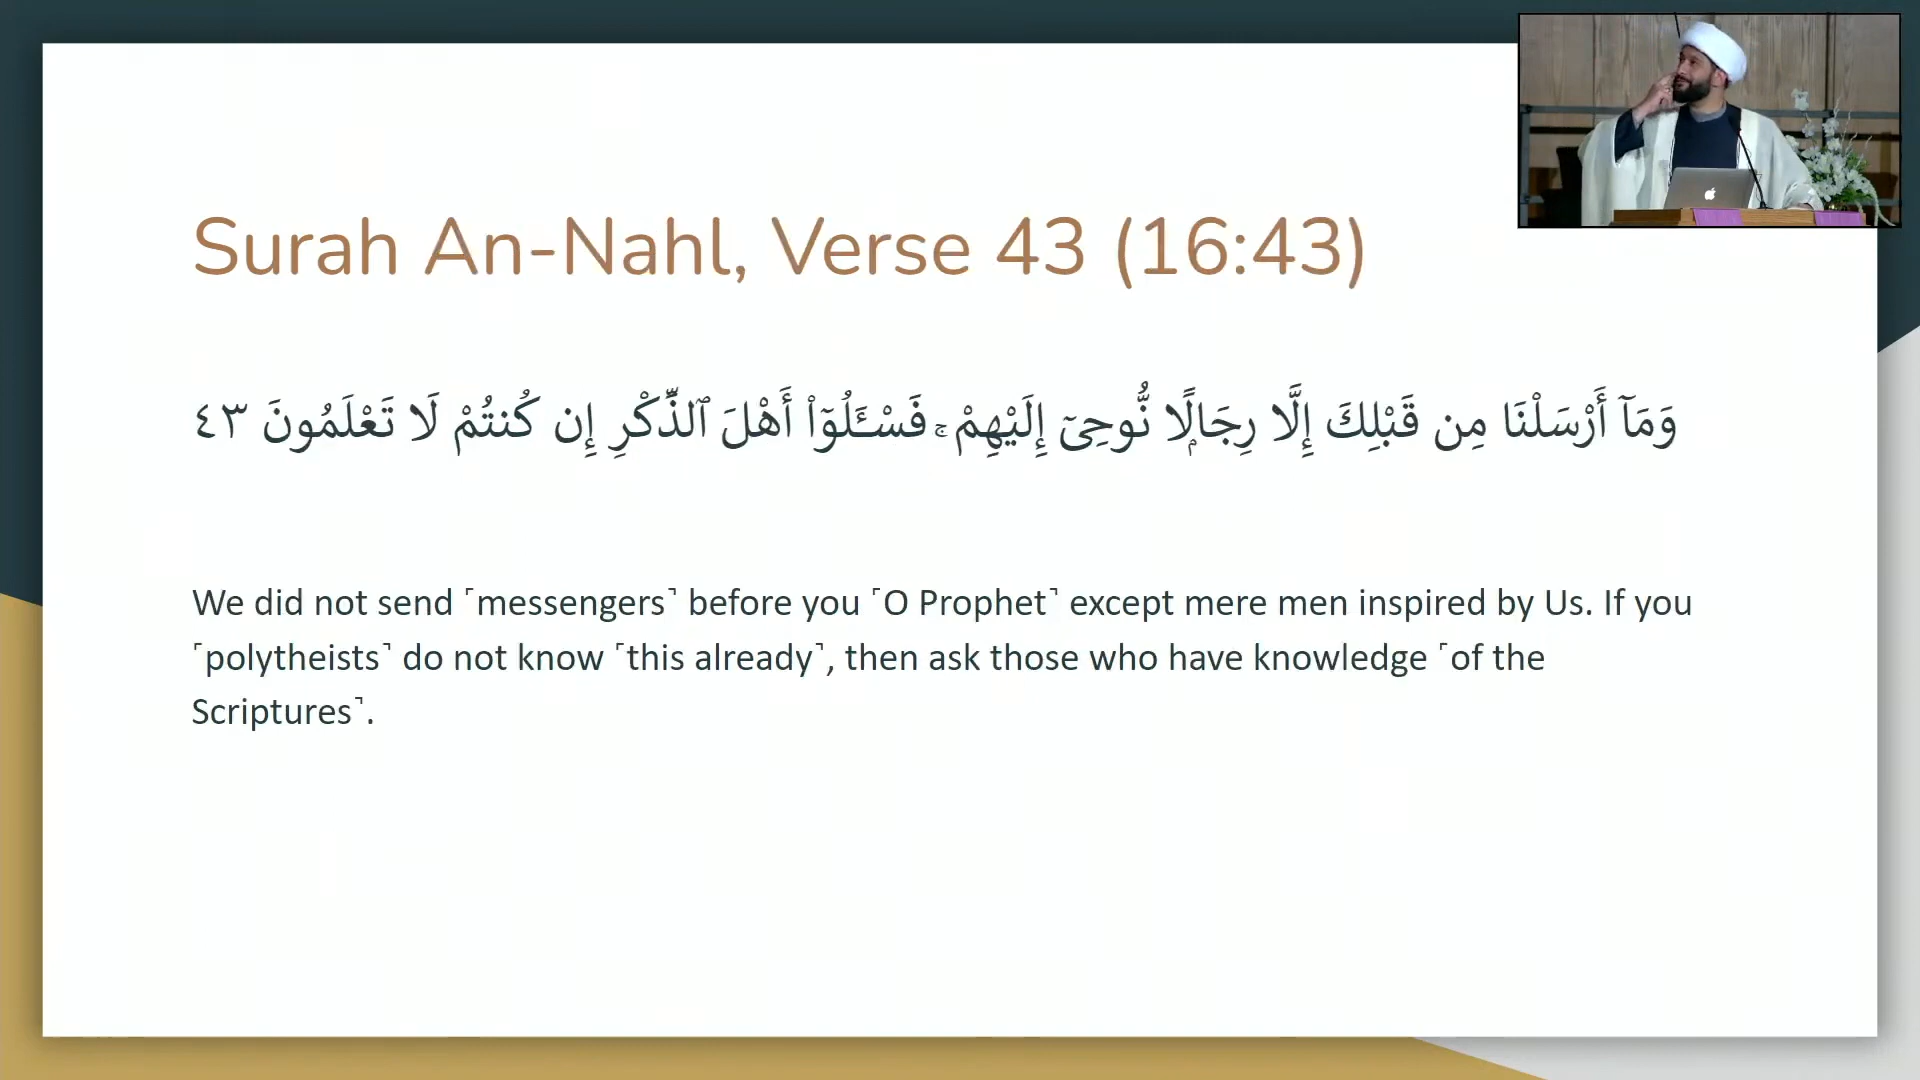 Surah An-Nahl, Verse 43 (16:43)
وَمَآ أَرْسَلْنَا مِن قَبْلِكَ إِلَّا رِجَالًۭا نُّوحِىٓ إِلَيْهِمْ ۚ فَسْـَٔلُوٓا۟ أَهْلَ ٱلذِّكْرِ إِن كُنتُمْ لَا تَعْلَمُونَ ٤٣
We did not send ˹messengers˺ before you ˹O Prophet˺ except mere men inspired by Us. If you
˹polytheists˺ do not know ˹this already˺, then ask those who have knowledge ˹of the
Scriptures˺.